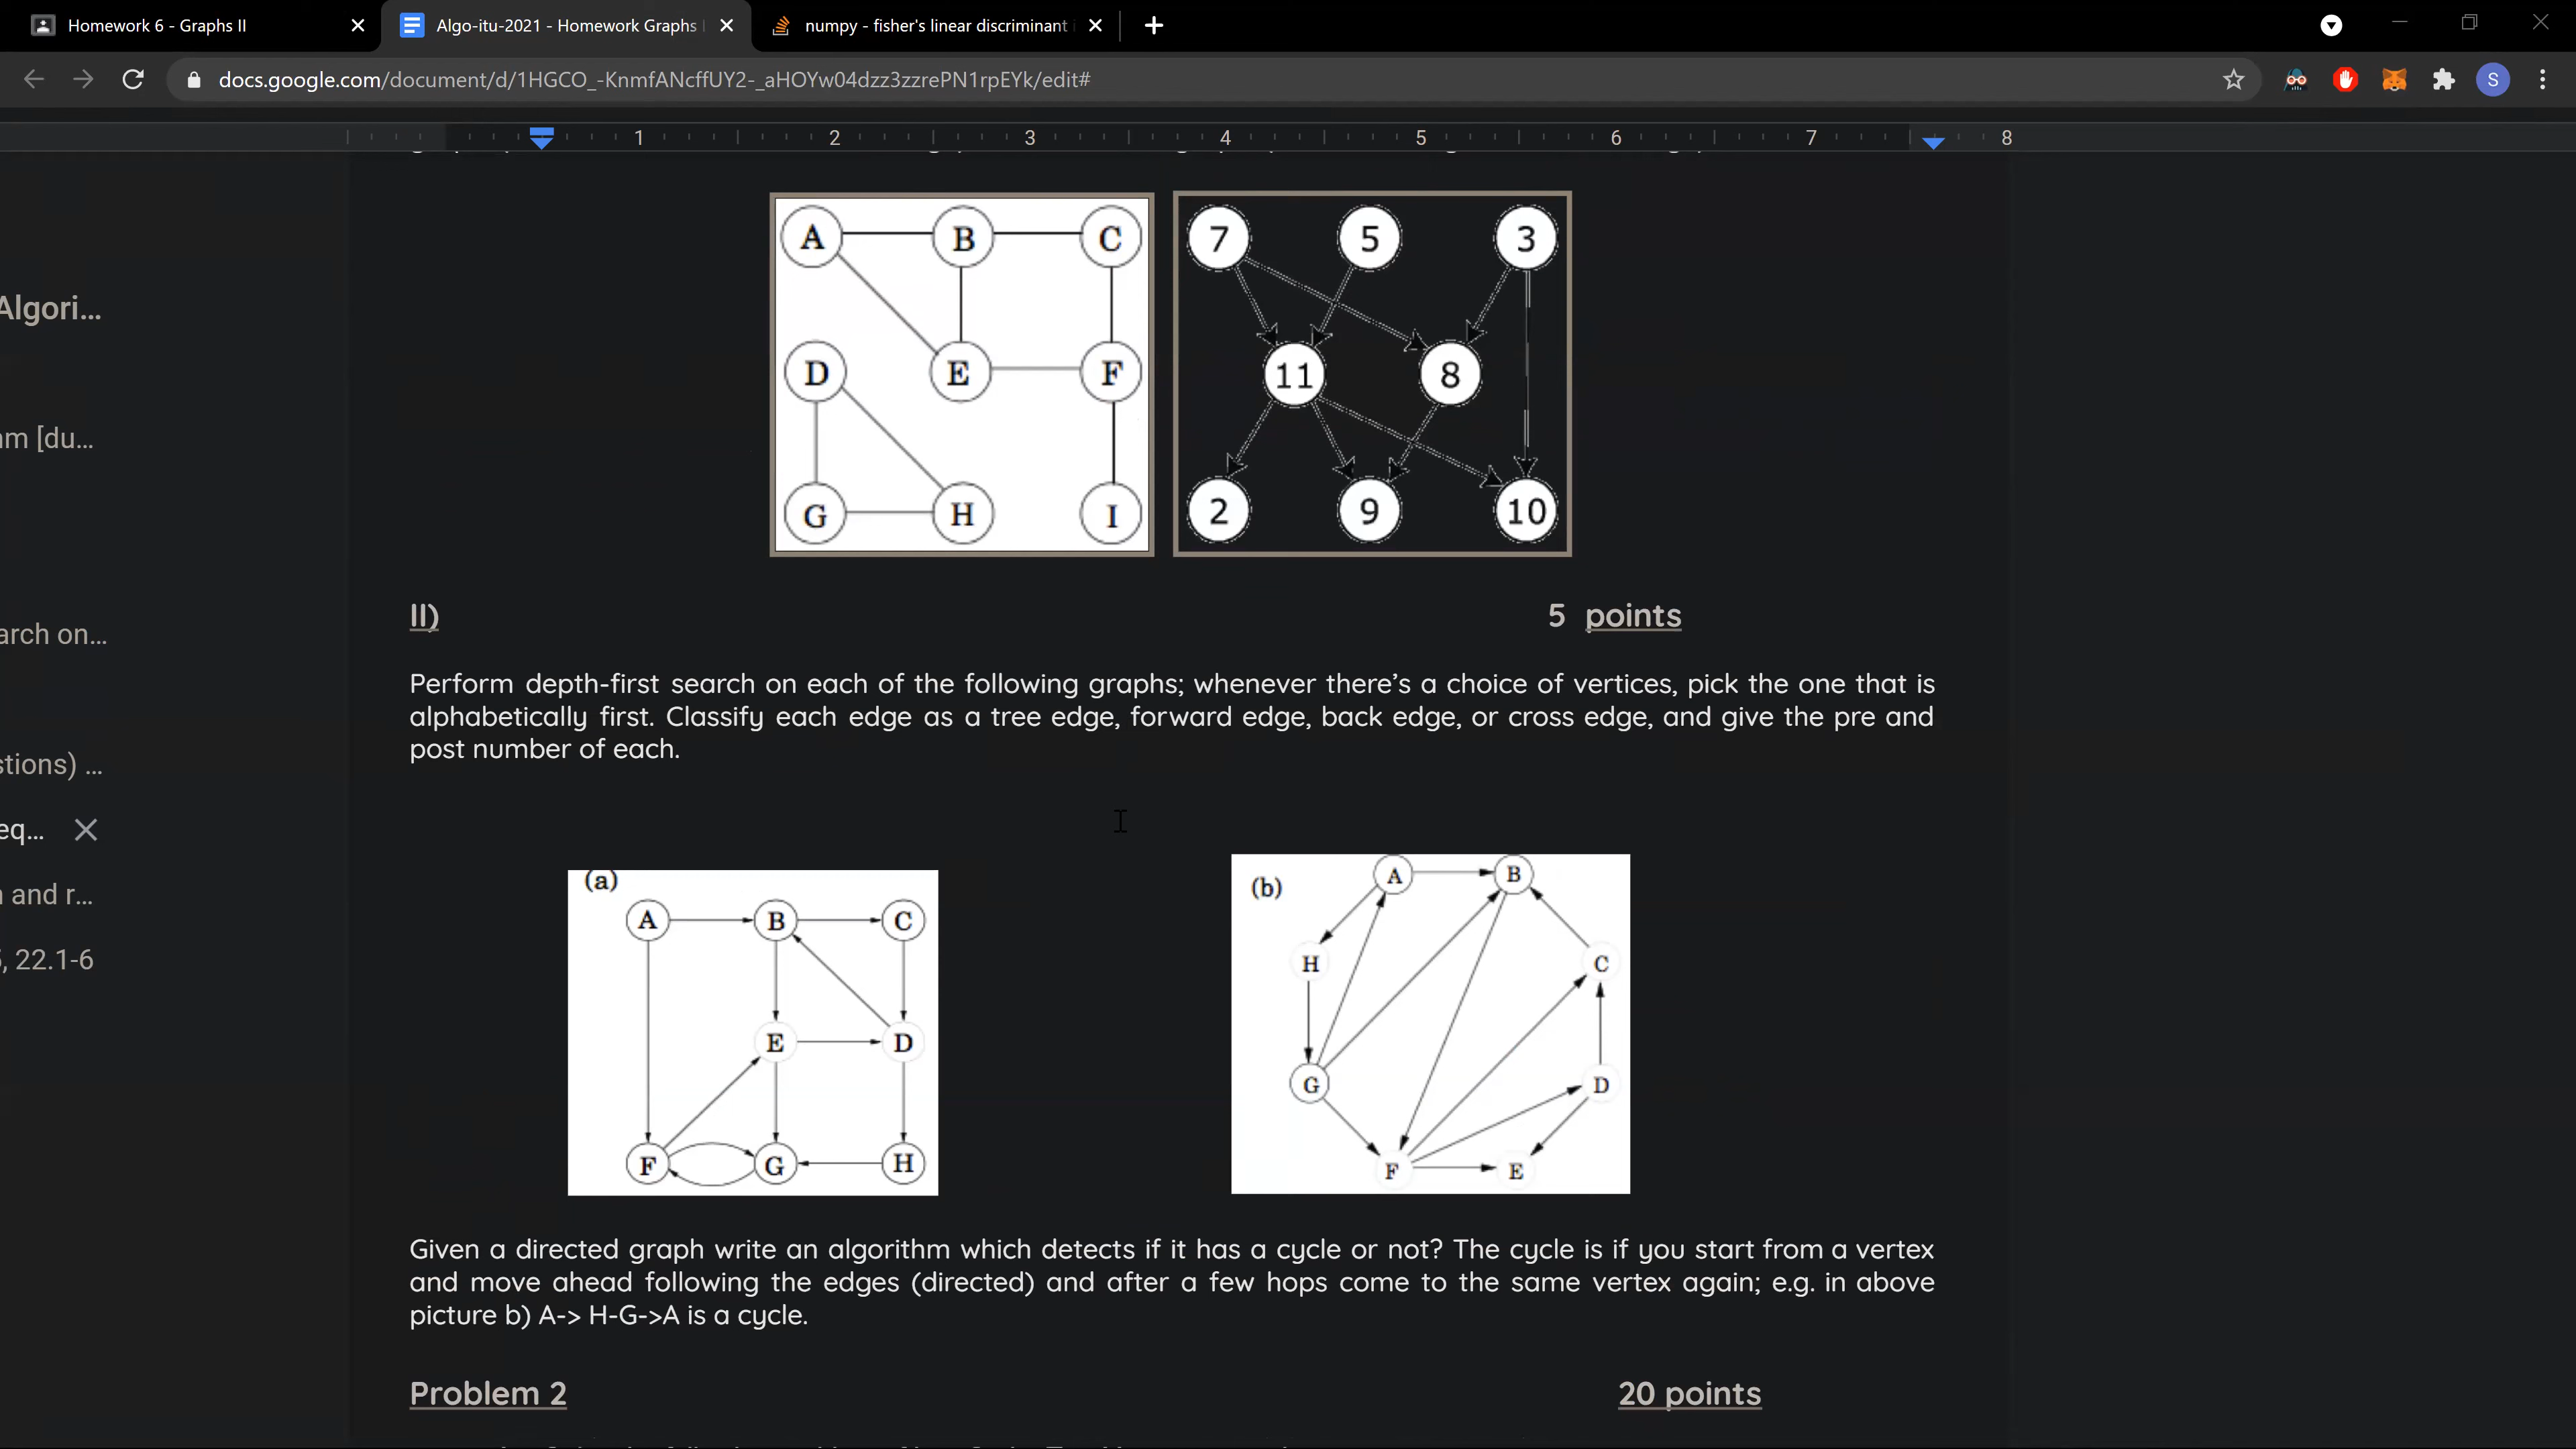 Homework 6 - Graphs II
Algo-itu-2021 - Homework Graphs
numpy - fisher's linear discriminant
docs.google.com/document/d/1HGCO_-KnmfANcffUY2-_aHOYw04dzz3zzrePN1rpEYk/edit#
S
1 2 3 4 5 6 7 8
A B C 7 5 3
Algori...
D E F 11 8
am [du...
G H I 2 9 10
II) 5 points
arch on...
Perform depth-first search on each of the following graphs; whenever there's a choice of vertices, pick the one that is
alphabetically first. Classify each edge as a tree edge, forward edge, back edge, or cross edge, and give the pre and
post number of each.
stions) ...
eq...
(a)
A B C
E D
F G H
(b)
A B
H C
G D
F E
n and r...
, 22.1-6
Given a directed graph write an algorithm which detects if it has a cycle or not? The cycle is if you start from a vertex
and move ahead following the edges (directed) and after a few hops come to the same vertex again; e.g. in above
picture b) A-> H-G->A is a cycle.
Problem 2 20 points